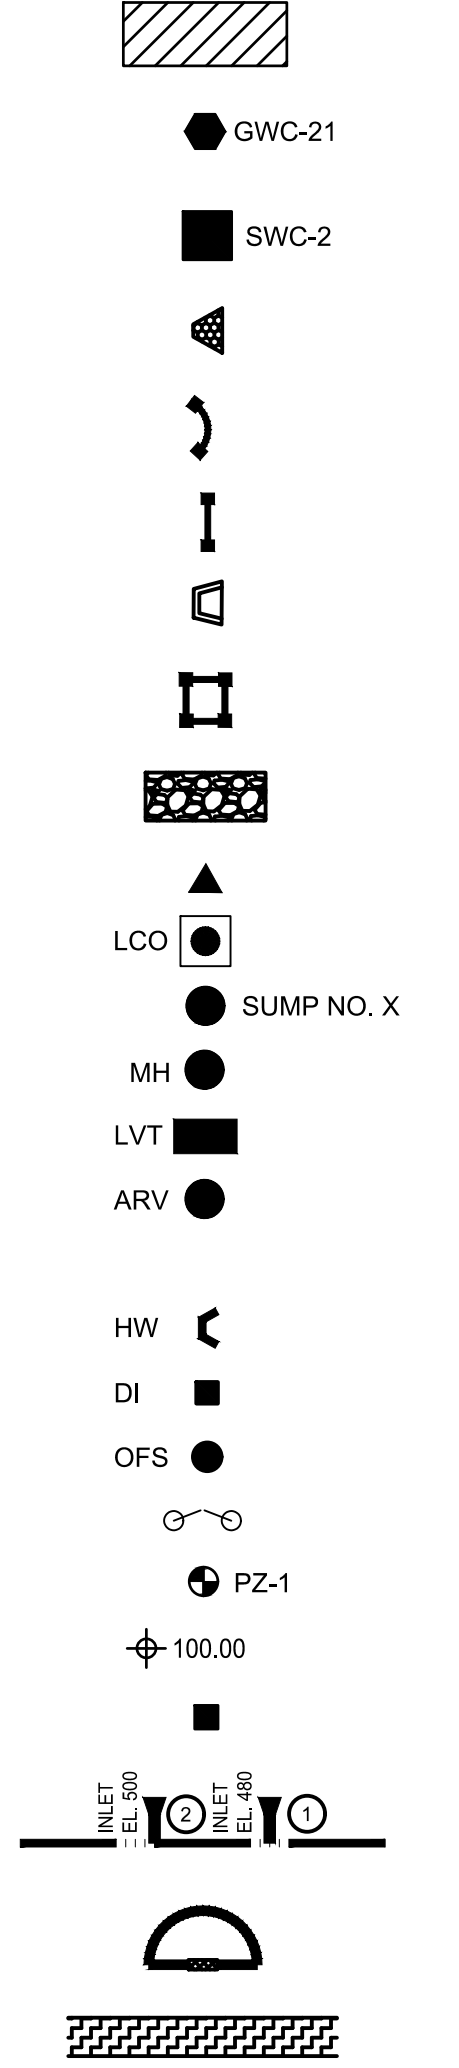 GWC-21
SWC-2
LCO
SUMP NO. X
MH
LVT
ARV
HW
DI
OFS
PZ-1
100.00
INLET
EL. 500
2
INLET
EL. 480
1